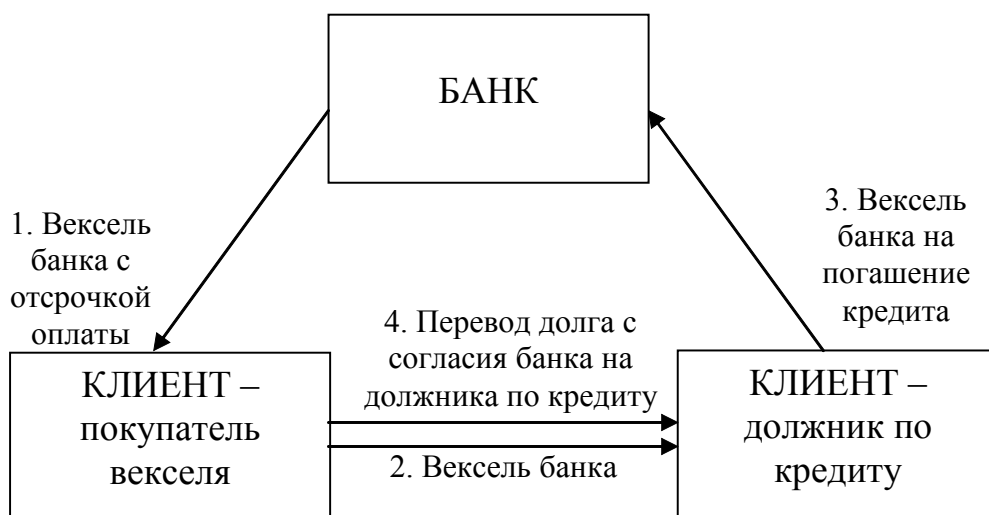 БАНК
1. Вексель
банка с
отсрочкой
оплаты
3. Вексель
банка на
погашение
кредита
4. Перевод долга с
согласия банка на
должника по кредиту
КЛИЕНТ –
покупатель
векселя
2. Вексель банка
КЛИЕНТ –
должник по
кредиту